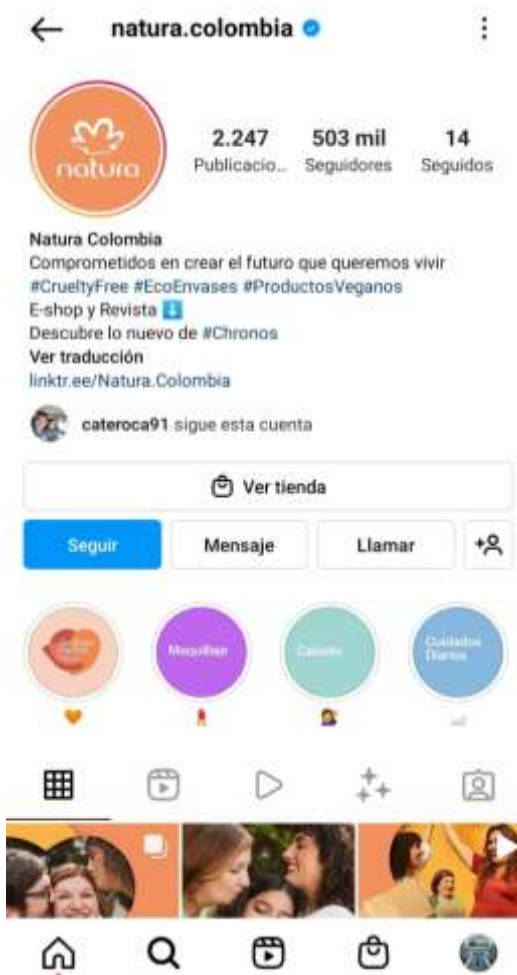 natura.colombia
natura
2.247 503 mil 14
Publicacio... Seguidores Seguidos
Natura Colombia
Comprometidos en crear el futuro que queremos vivir
#CrueltyFree #EcoEnvases #ProductosVeganos
E-shop y Revista
Descubre lo nuevo de #Chronos
Ver traducción
linktr.ee/Natura.Colombia
cateroca91 sigue esta cuenta
Ver tienda
Seguir Mensaje Llamar
Maquillaje Cabello Cuidados
Diarios